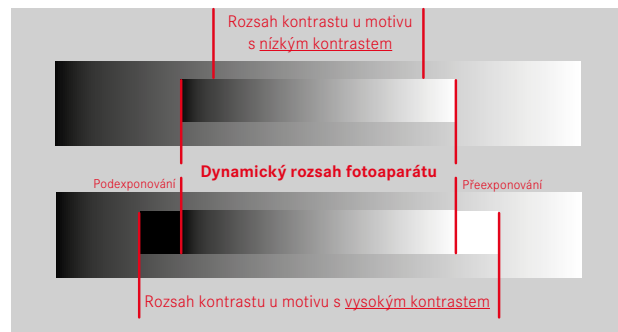 Rozsah kontrastu u motivu
s nízkým kontrastem
Dynamický rozsah fotoaparátu
Podexponování
Přeexponování
Rozsah kontrastu u motivu s vysokým kontrastem